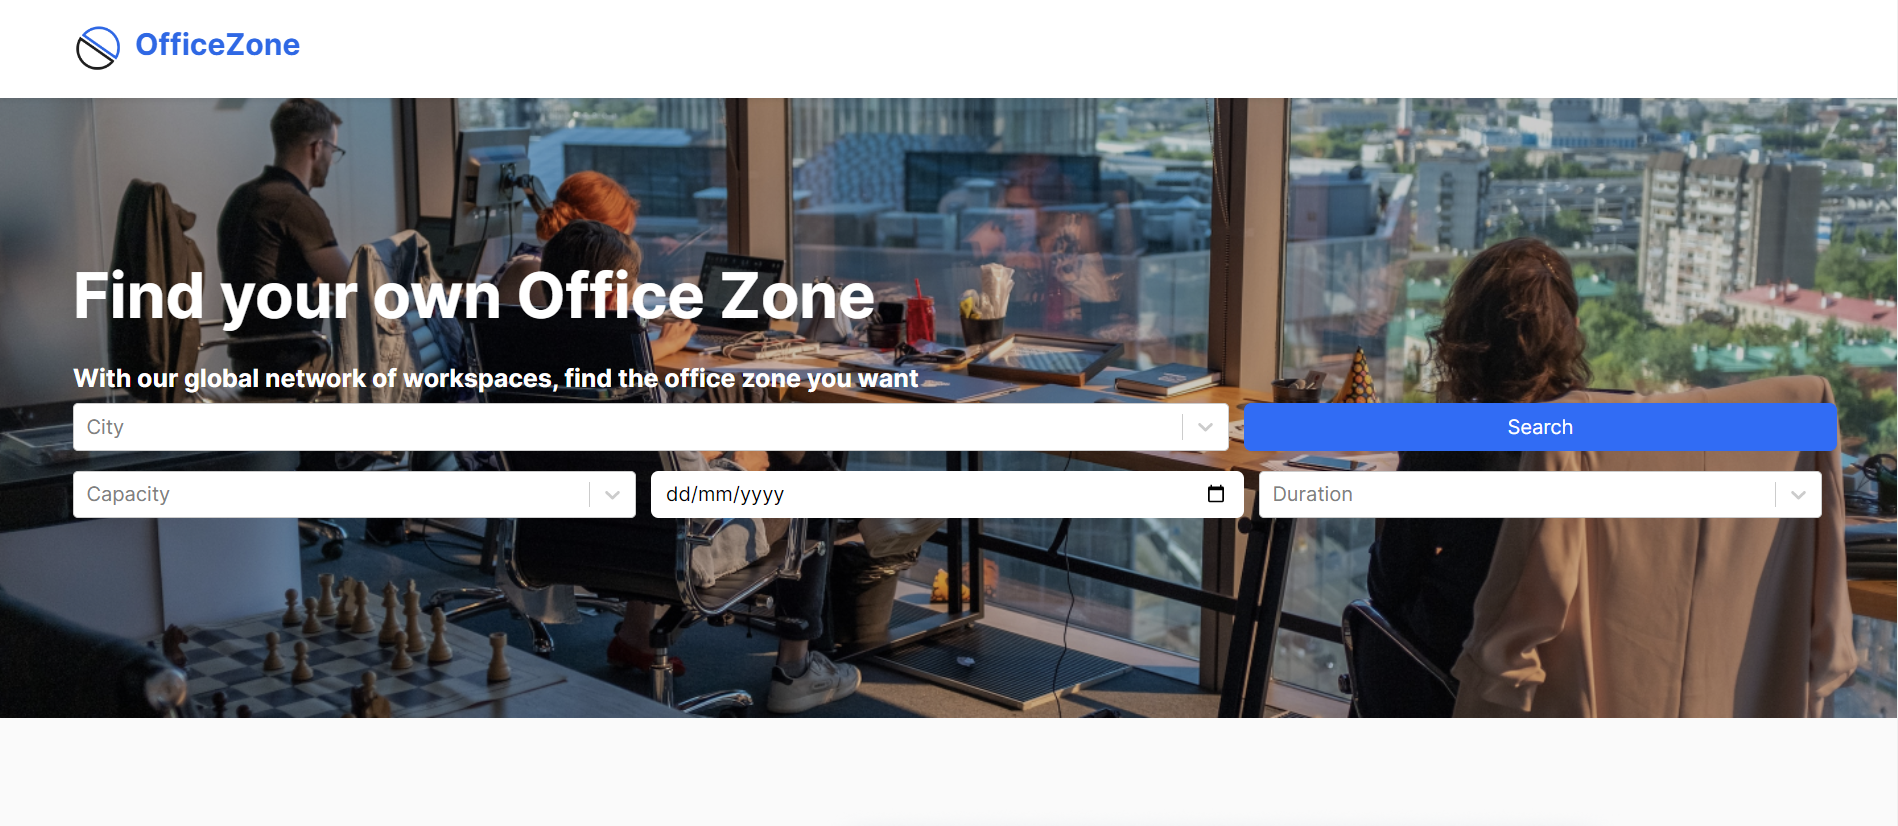 OfficeZone
Find your own Office Zone
With our global network of workspaces, find the office zone you want
City
Search
Capacity
dd/mm/yyyy
Duration